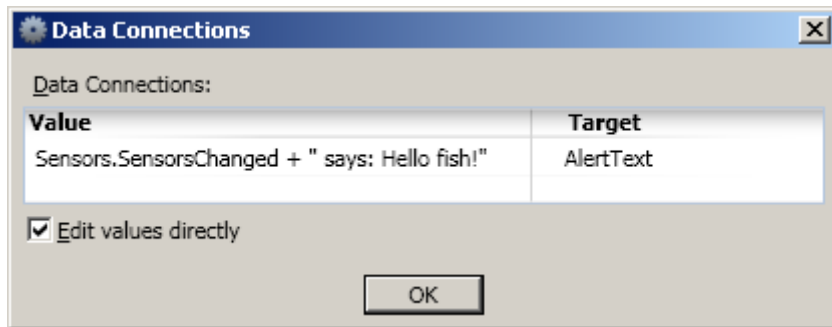 Data Connections
Data Connections:
Value Target
Sensors.SensorsChanged + " says: Hello fish!" AlertText
Edit values directly
OK